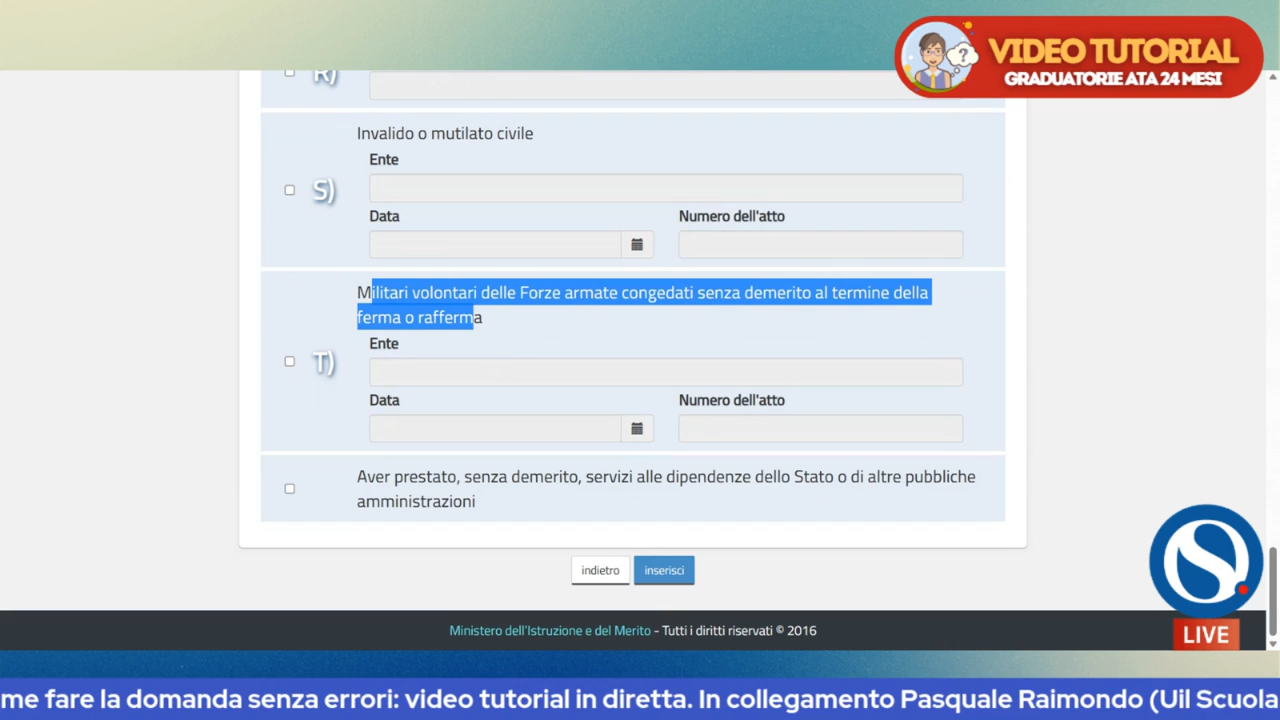 VIDEO TUTORIAL
GRADUATORIE ATA 24 MESI
R)
Invalido o mutilato civile
Ente
S)
Data
Numero dell'atto
Militari volontari delle Forze armate congedati senza demerito al termine della
ferma o rafferma
Ente
T)
Data
Numero dell'atto
Aver prestato, senza demerito, servizi alle dipendenze dello Stato o di altre pubbliche
amministrazioni
indietro
inserisci
Ministero dell'Istruzione e del Merito - Tutti i diritti riservati © 2016
LIVE
me fare la domanda senza errori: video tutorial in diretta. In collegamento Pasquale Raimondo (Uil Scuola